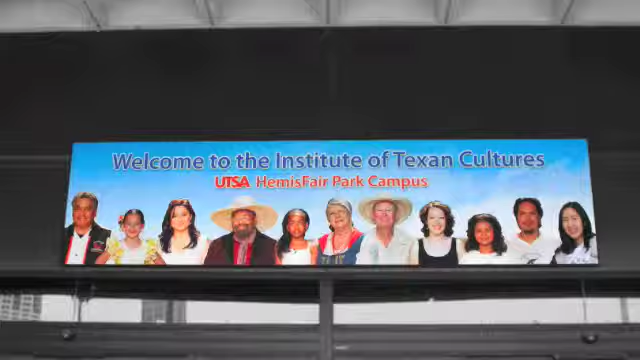 Welcome to the Institute of Texan Cultures
UTSA HemisFair Park Campus